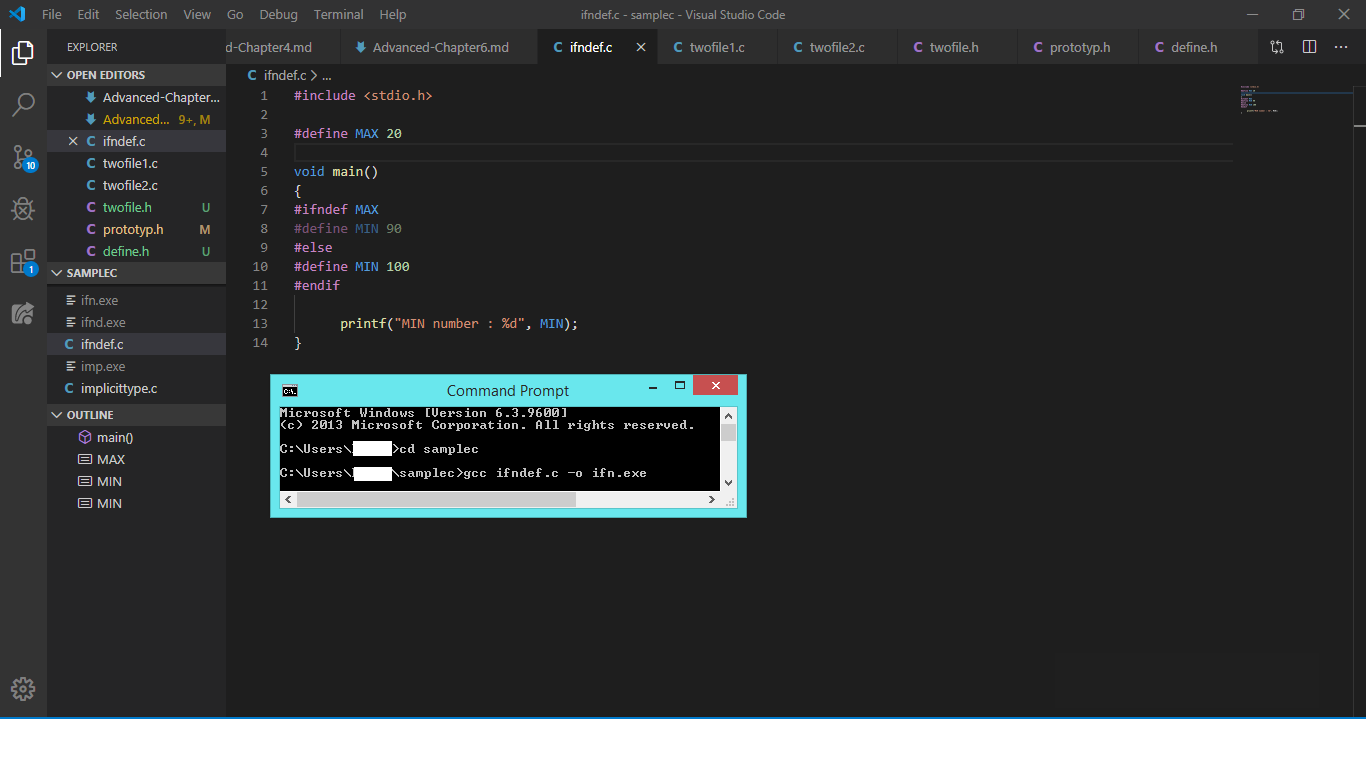 File Edit Selection View Go Debug Terminal Help ifndef.c - samplec - Visual Studio Code
EXPLORER
d-Chapter4.md Advanced-Chapter6.md C ifndef.c C twofile1.c C twofile2.c C twofile.h C prototyp.h C define.h
OPEN EDITORS
Advanced-Chapter...
Advanced... 9+, M
C ifndef.c
C twofile1.c
C twofile2.c
C twofile.h U
C prototyp.h M
C define.h U
SAMPLEC
ifn.exe
ifnd.exe
C ifndef.c
imp.exe
C implicittype.c
OUTLINE
main()
MAX
MIN
MIN
10
1
C ifndef.c > ...
1 #include <stdio.h>
2
3 #define MAX 20
4
5 void main()
6 {
7 #ifndef MAX
8 #define MIN 90
9 #else
10 #define MIN 100
11 #endif
12
13 printf("MIN number : %d", MIN);
14 }
C:\. Command Prompt
Microsoft Windows [Version 6.3.9600]
(c) 2013 Microsoft Corporation. All rights reserved.
C:\Users\ >cd samplec
C:\Users\ \samplec>gcc ifndef.c -o ifn.exe